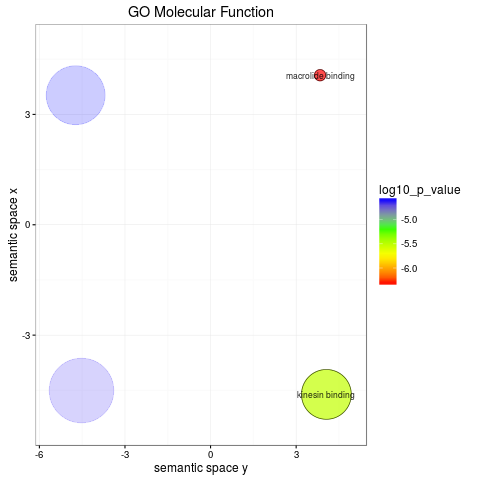 GO Molecular Function
macrolide binding
kinesin binding
3
0
-3
-6
-3
0
3
semantic space x
semantic space y
log10_p_value
-5.0
-5.5
-6.0